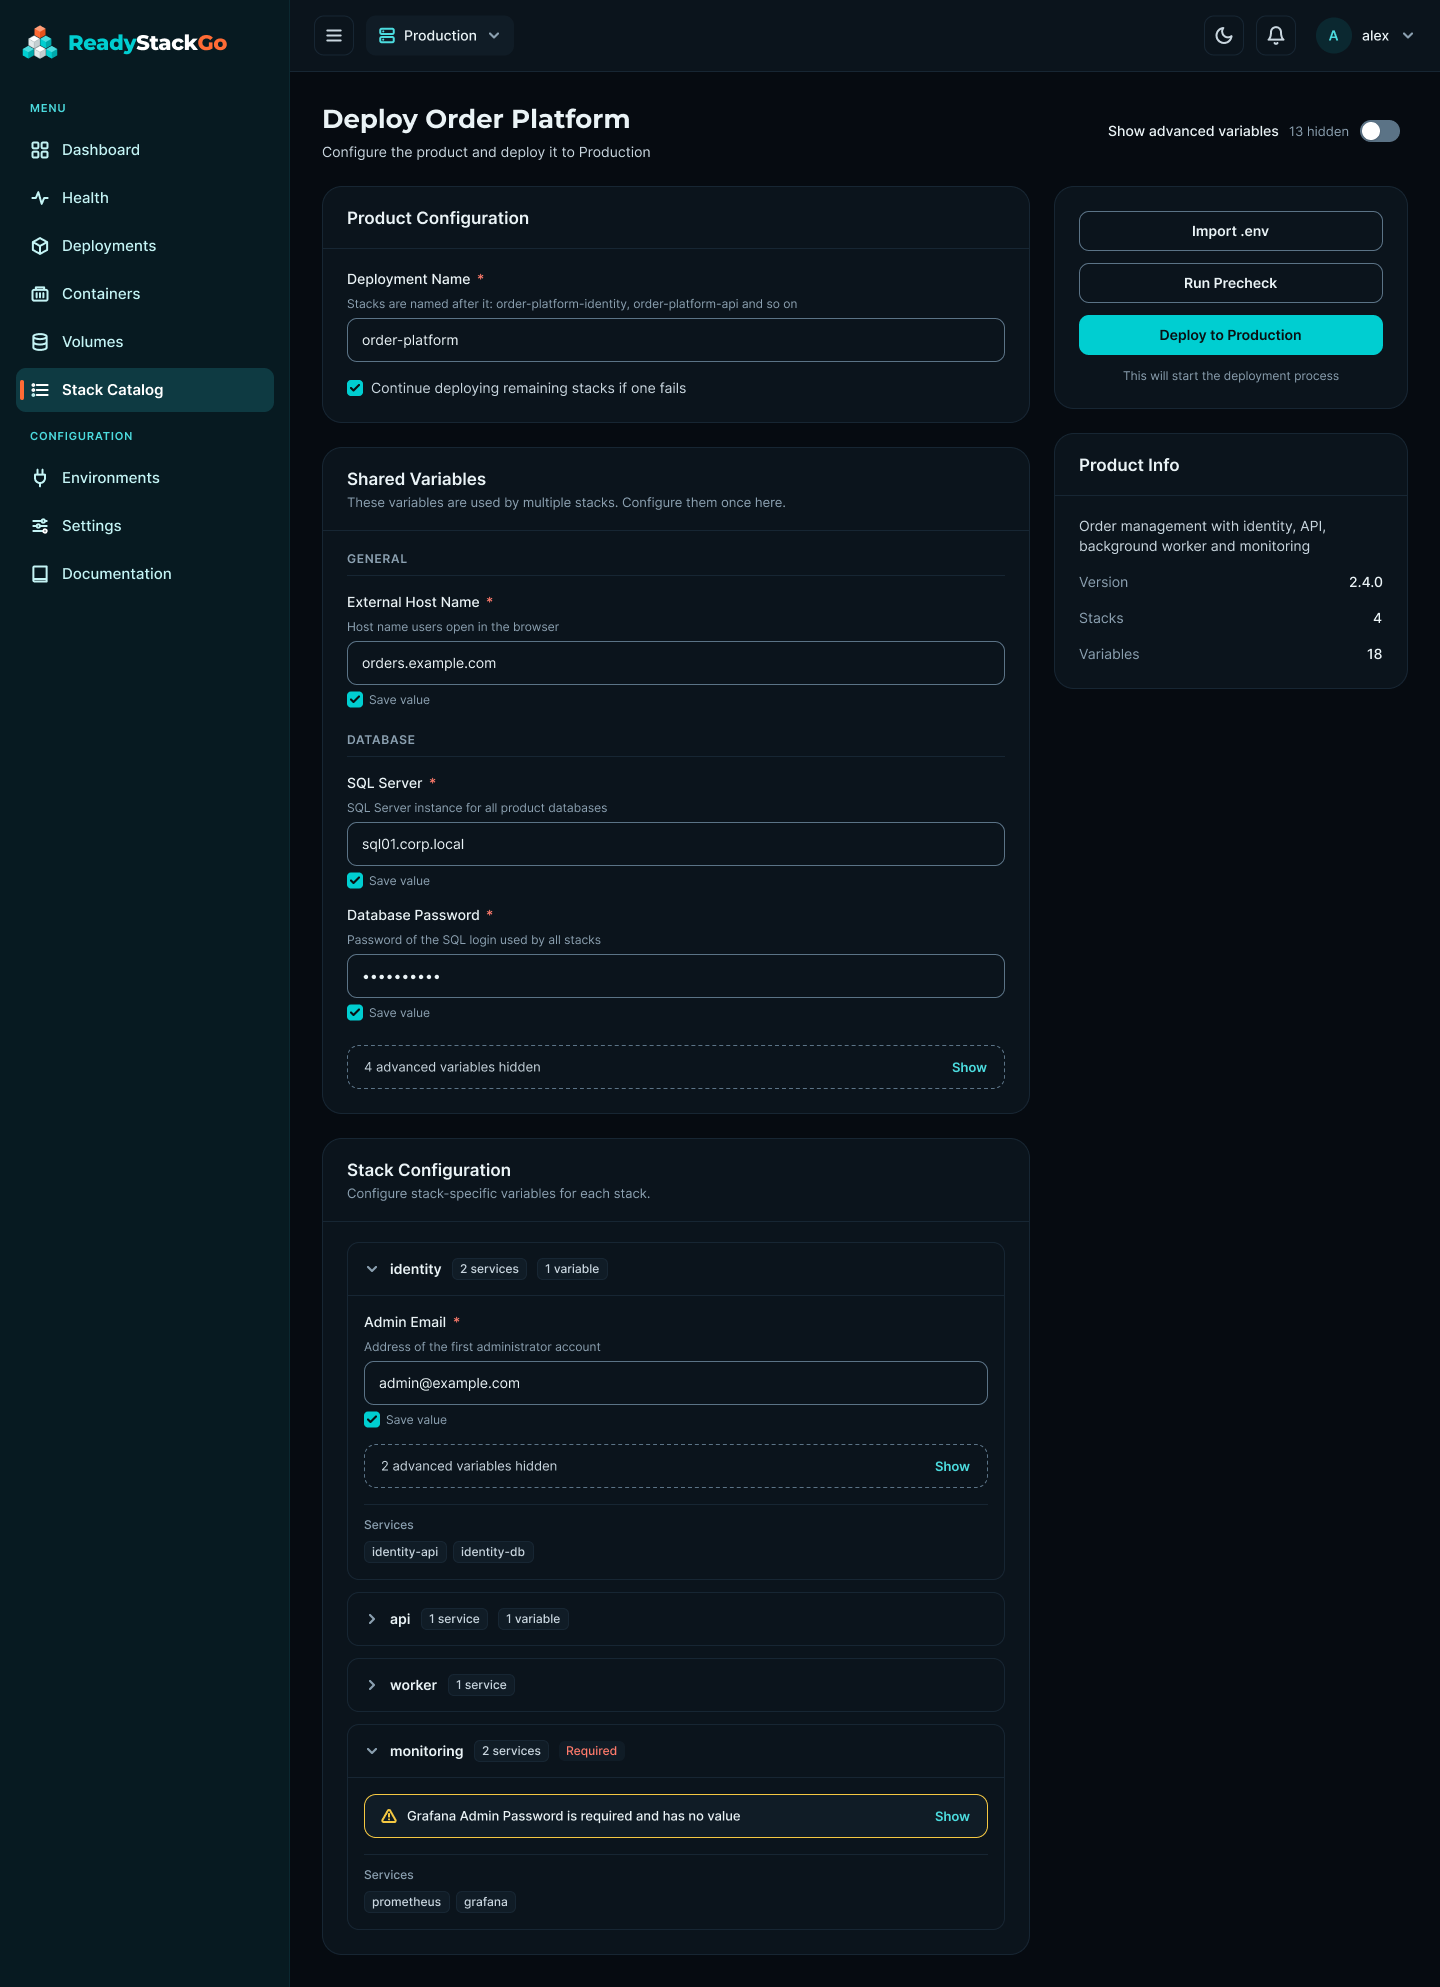 ReadyStackGo
MENU
Dashboard
Health
Deployments
Containers
Volumes
Stack Catalog
CONFIGURATION
Environments
Settings
Documentation
Production
A
alex
Deploy Order Platform
Configure the product and deploy it to Production
Show advanced variables 13 hidden
Product Configuration
Deployment Name *
Stacks are named after it: order-platform-identity, order-platform-api and so on
order-platform
Continue deploying remaining stacks if one fails
Shared Variables
These variables are used by multiple stacks. Configure them once here.
GENERAL
External Host Name *
Host name users open in the browser
orders.example.com
Save value
DATABASE
SQL Server *
SQL Server instance for all product databases
sql01.corp.local
Save value
Database Password *
Password of the SQL login used by all stacks
••••••••••
Save value
4 advanced variables hidden Show
Stack Configuration
Configure stack-specific variables for each stack.
identity 2 services 1 variable
Admin Email *
Address of the first administrator account
admin@example.com
Save value
2 advanced variables hidden Show
Services
identity-api identity-db
api 1 service 1 variable
worker 1 service
monitoring 2 services Required
Grafana Admin Password is required and has no value Show
Services
prometheus grafana
Import .env
Run Precheck
Deploy to Production
This will start the deployment process
Product Info
Order management with identity, API,
background worker and monitoring
Version 2.4.0
Stacks 4
Variables 18